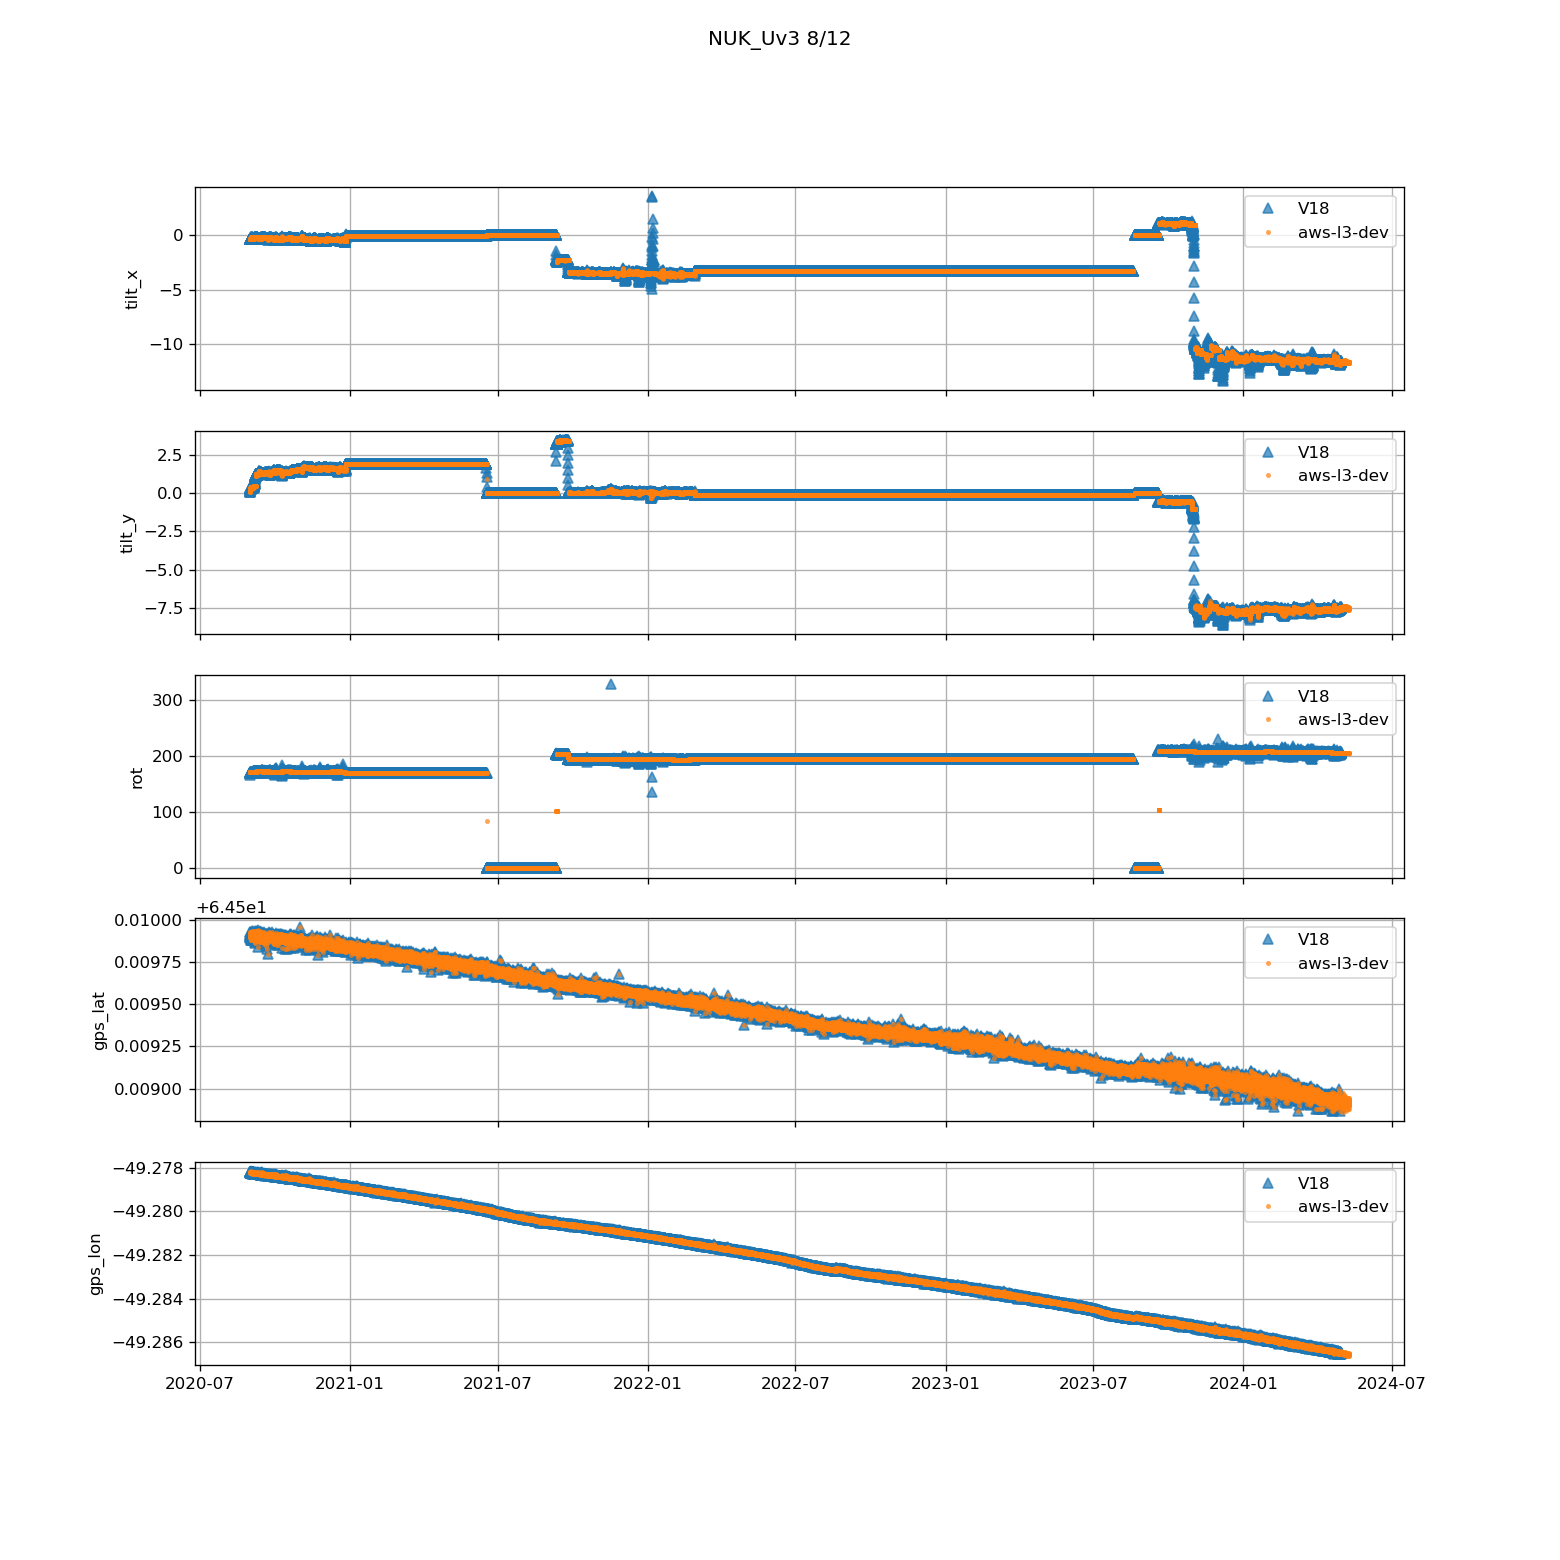 NUK_Uv3 8/12
tilt_x
0
−5
−10
V18
aws-l3-dev
tilt_y
2.5
0.0
−2.5
−5.0
−7.5
V18
aws-l3-dev
rot
300
200
100
0
V18
aws-l3-dev
+6.45e1
gps_lat
0.01000
0.00975
0.00950
0.00925
0.00900
V18
aws-l3-dev
gps_lon
−49.278
−49.280
−49.282
−49.284
−49.286
V18
aws-l3-dev
2020-07 2021-01 2021-07 2022-01 2022-07 2023-01 2023-07 2024-01 2024-07